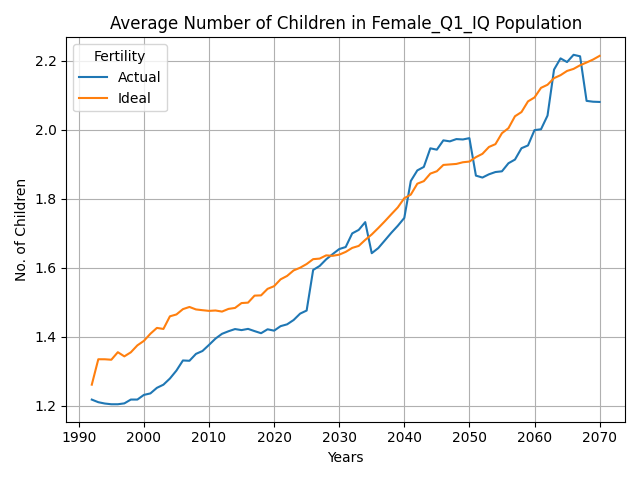 Average Number of Children in Female_Q1_IQ Population
Fertility
Actual
Ideal
No. of Children
2.2
2.0
1.8
1.6
1.4
1.2
1990 2000 2010 2020 2030 2040 2050 2060 2070
Years